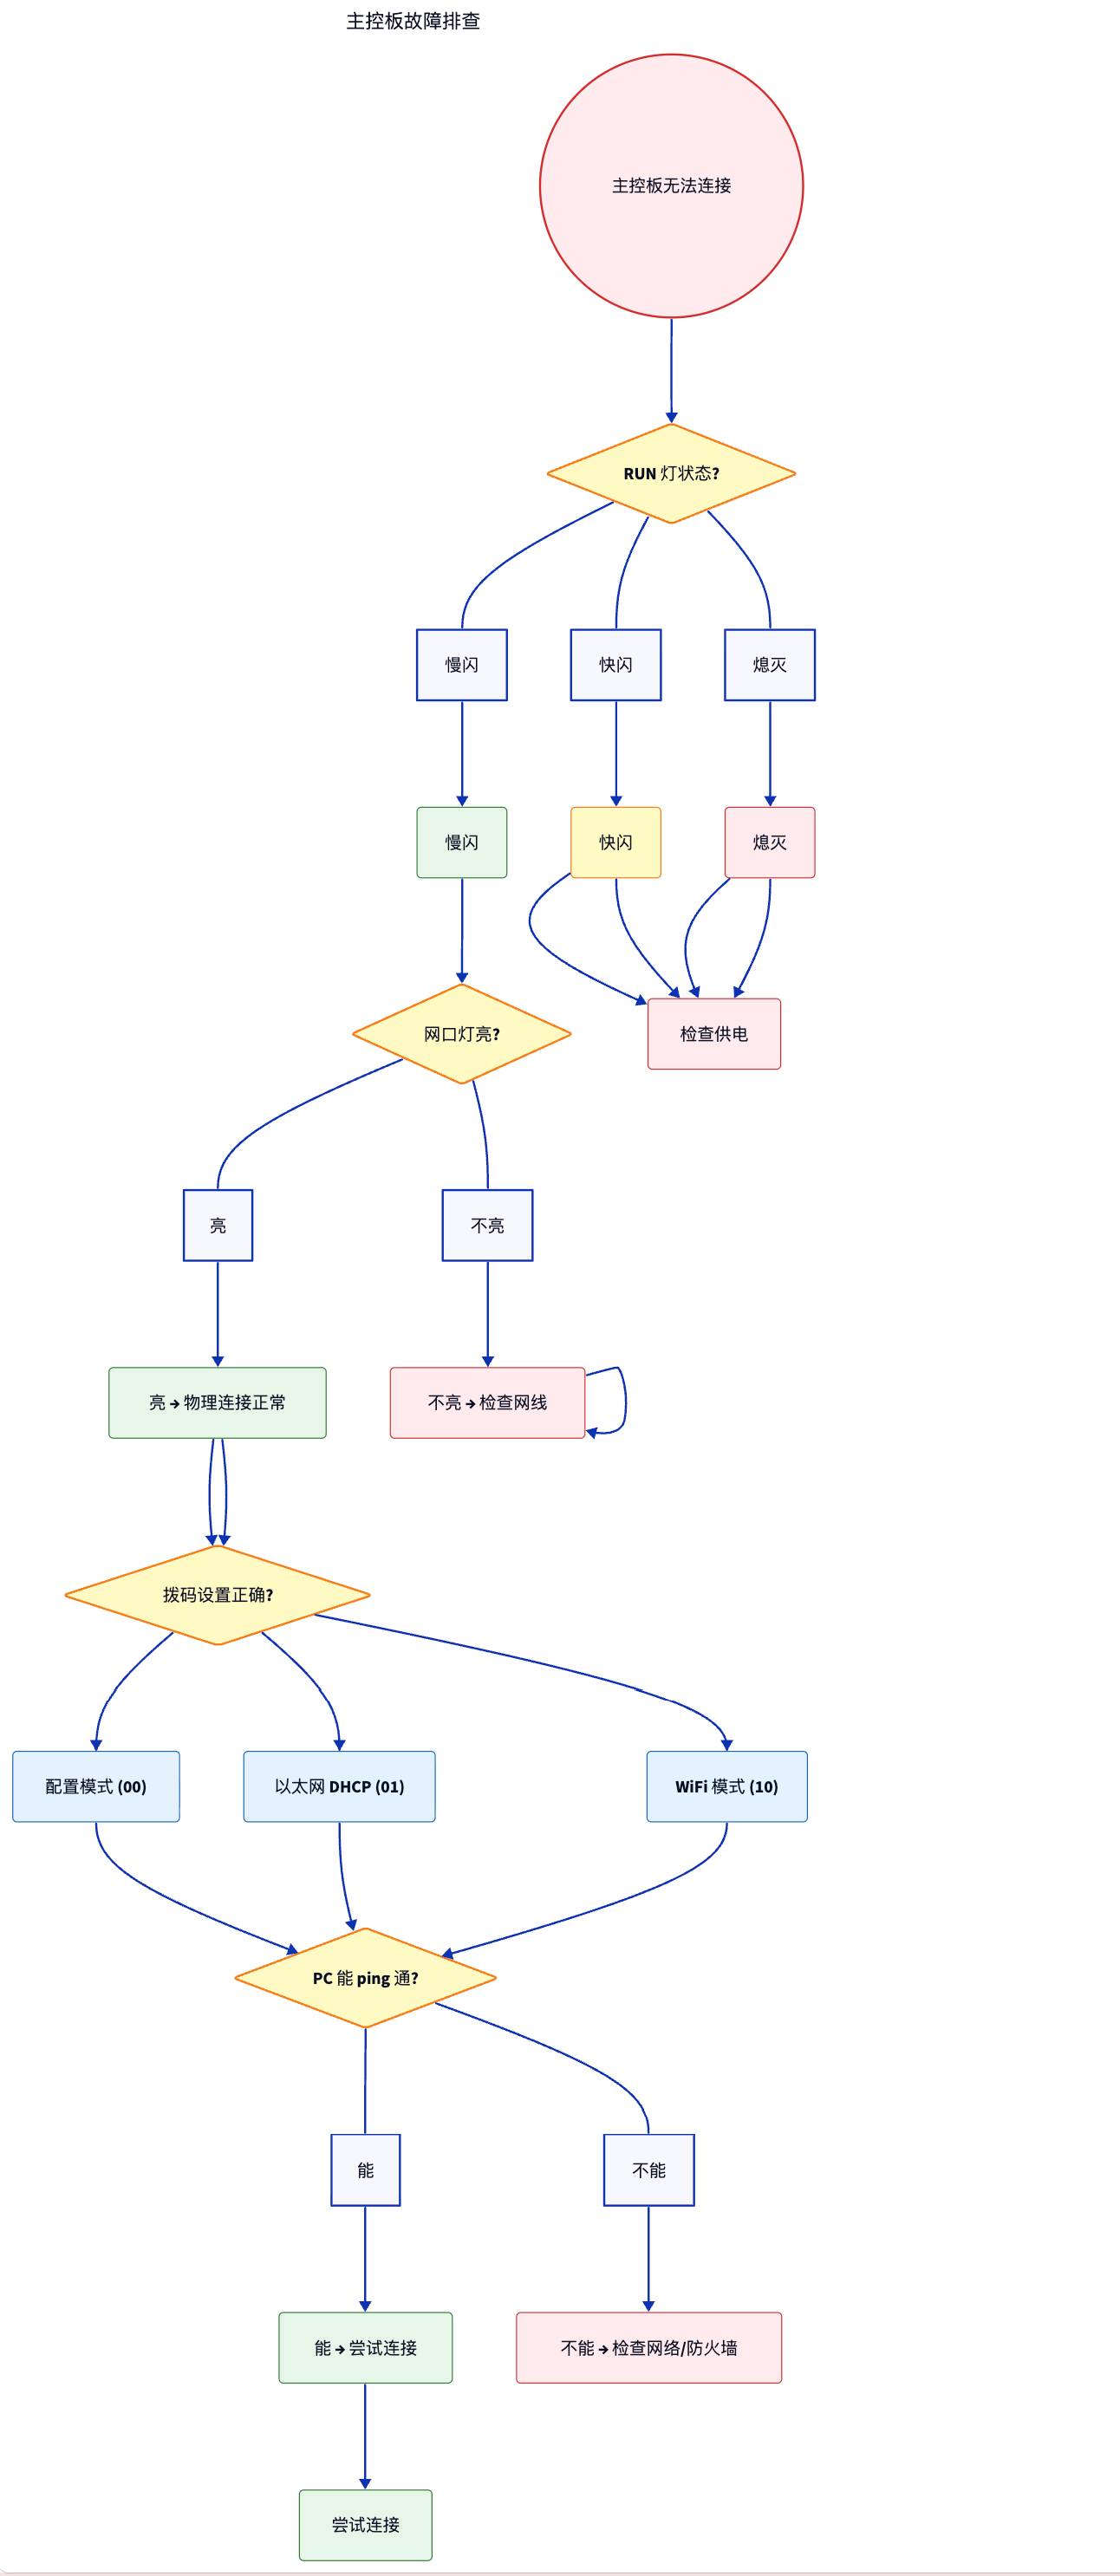 主控板故障排查
主控板无法连接
RUN 灯状态?
慢闪
快闪
熄灭
慢闪
快闪
熄灭
网口灯亮?
检查供电
亮
不亮
亮 → 物理连接正常
不亮 → 检查网线
拨码设置正确?
配置模式 (00)
以太网 DHCP (01)
WiFi 模式 (10)
PC 能 ping 通?
能
不能
能 → 尝试连接
不能 → 检查网络/防火墙
尝试连接